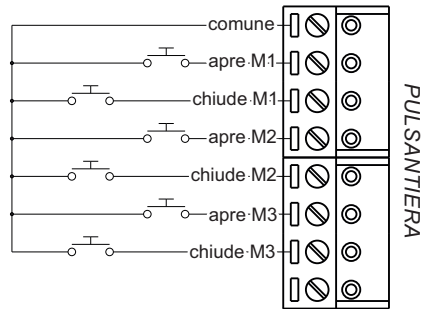 comune
apre M1
chiude M1
apre M2
chiude M2
apre M3
chiude M3
PULSANTIERA